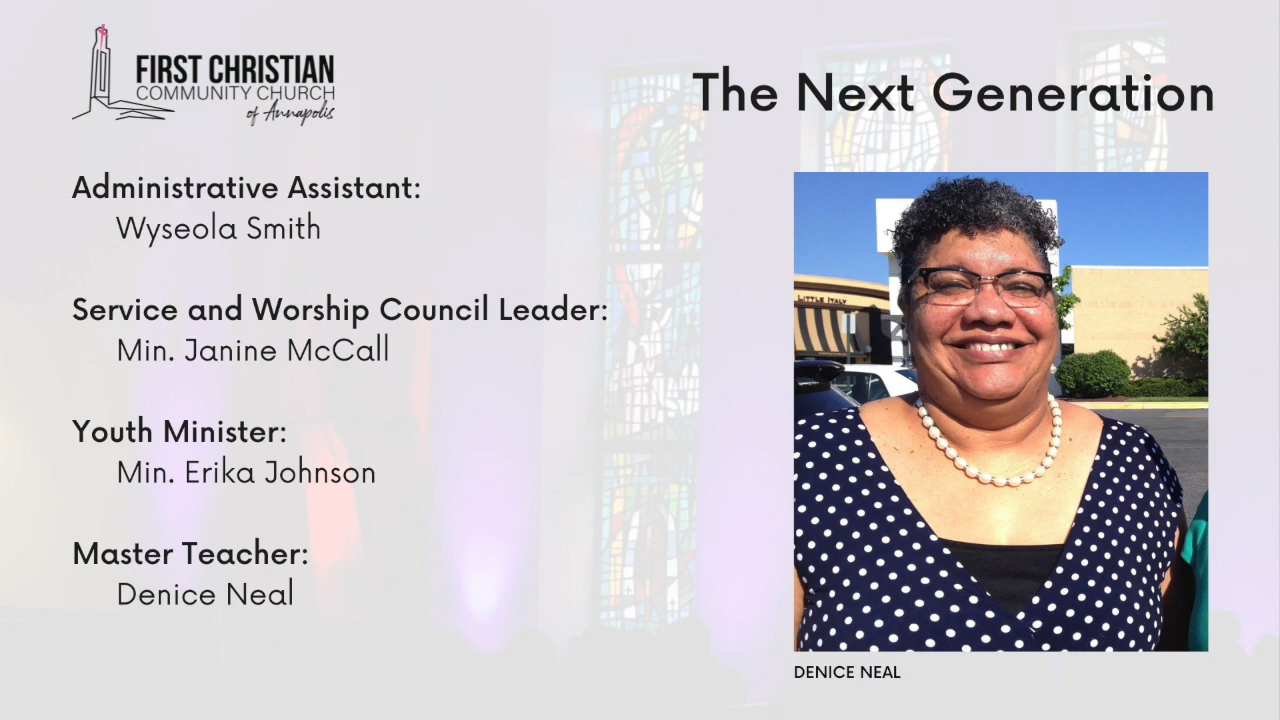 FIRST CHRISTIAN
COMMUNITY CHURCH
of Annapolis
The Next Generation
Administrative Assistant:
Wyseola Smith
Service and Worship Council Leader:
Min. Janine McCall
Youth Minister:
Min. Erika Johnson
Master Teacher:
Denice Neal
LITTLE ITALY
DENICE NEAL